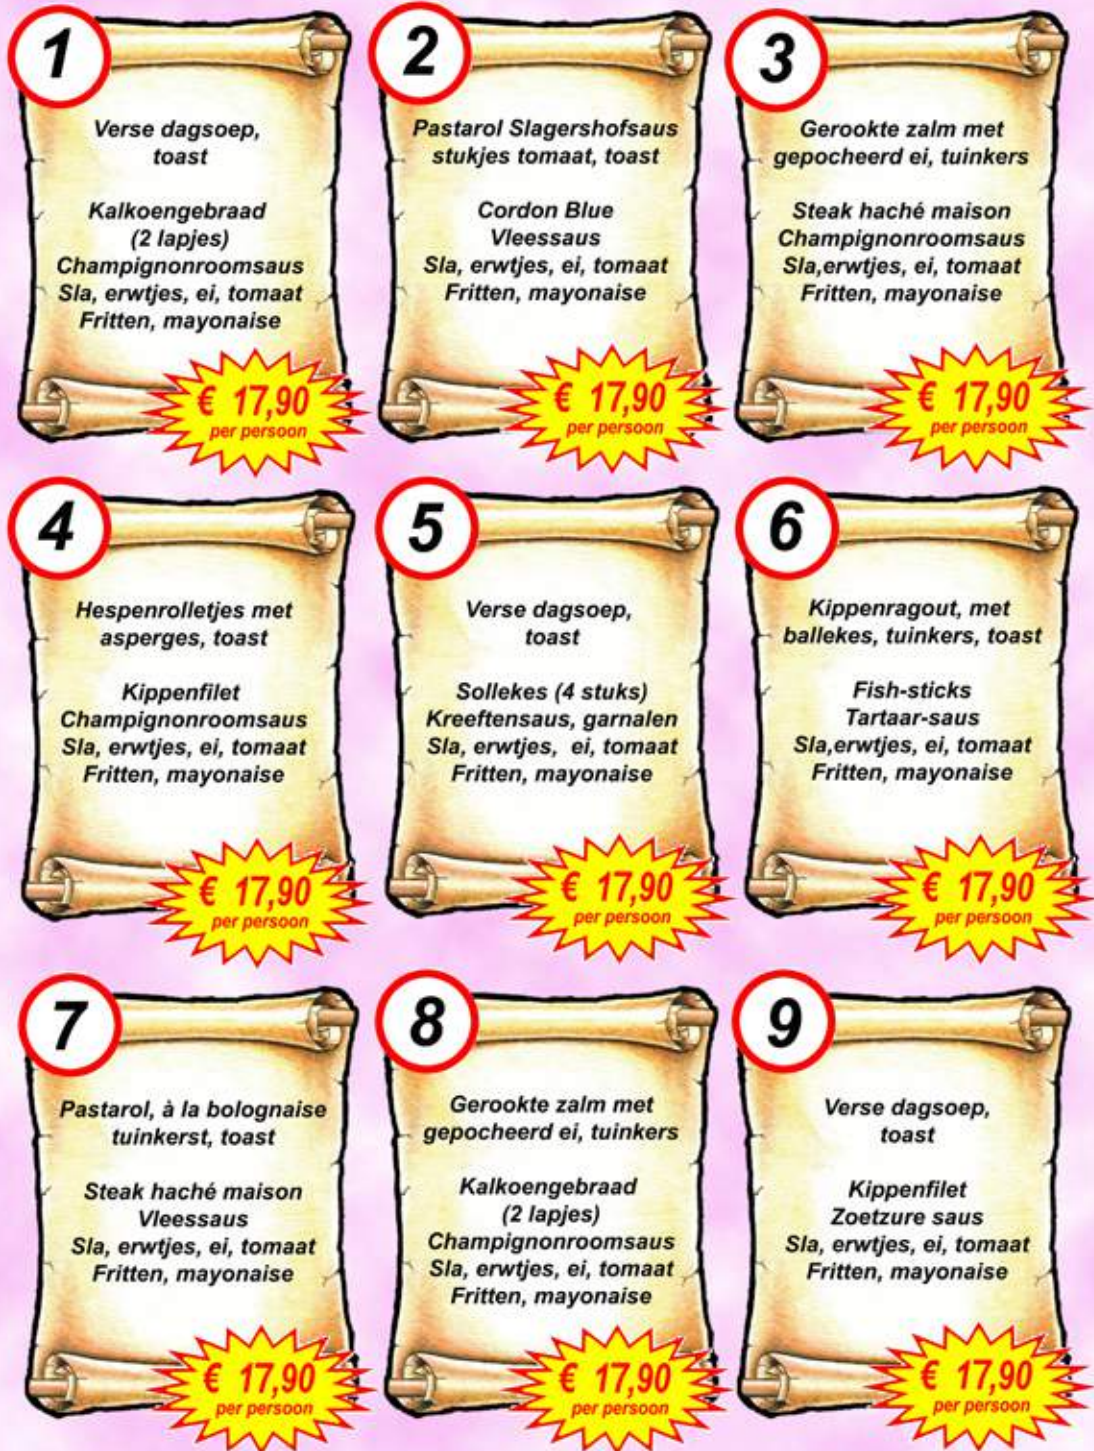 1
Verse dagsoep,
toast
Kalkoengebraad
(2 lapjes)
Champignonroomsaus
Sla, erwtjes, ei, tomaat
Fritten, mayonaise
€ 17,90
per persoon
2
Pastarol Slagershofsaus
stukjes tomaat, toast
Cordon Blue
Vleessaus
Sla, erwtjes, ei, tomaat
Fritten, mayonaise
€ 17,90
per persoon
3
Gerookte zalm met
gepocheerd ei, tuinkers
Steak haché maison
Champignonroomsaus
Sla,erwtjes, ei, tomaat
Fritten, mayonaise
€ 17,90
per persoon
4
Hespenrolletjes met
asperges, toast
Kippenfilet
Champignonroomsaus
Sla, erwtjes, ei, tomaat
Fritten, mayonaise
€ 17,90
per persoon
5
Verse dagsoep,
toast
Sollekes (4 stuks)
Kreeftensaus, garnalen
Sla, erwtjes, ei, tomaat
Fritten, mayonaise
€ 17,90
per persoon
6
Kippenragout, met
ballekes, tuinkers, toast
Fish-sticks
Tartaar-saus
Sla,erwtjes, ei, tomaat
Fritten, mayonaise
€ 17,90
per persoon
7
Pastarol, à la bolognaise
tuinkerst, toast
Steak haché maison
Vleessaus
Sla, erwtjes, ei, tomaat
Fritten, mayonaise
€ 17,90
per persoon
8
Gerookte zalm met
gepocheerd ei, tuinkers
Kalkoengebraad
(2 lapjes)
Champignonroomsaus
Sla, erwtjes, ei, tomaat
Fritten, mayonaise
€ 17,90
per persoon
9
Verse dagsoep,
toast
Kippenfilet
Zoetzure saus
Sla, erwtjes, ei, tomaat
Fritten, mayonaise
€ 17,90
per persoon